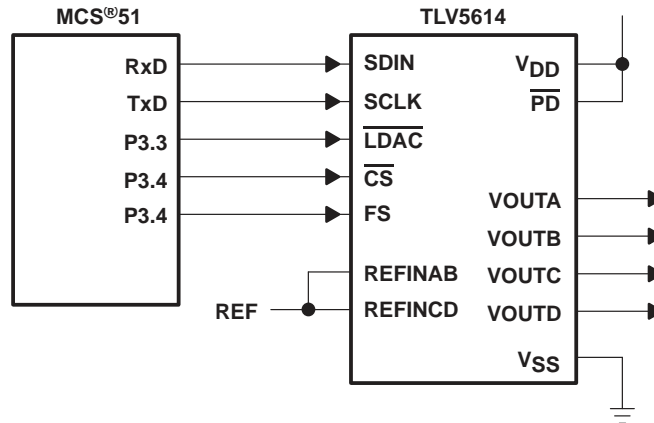 MCS®51
TLV5614
RxD
TxD
P3.3
P3.4
P3.4
SDIN
SCLK
LDAC
CS
FS
REFINAB
REFINCD
REF
VDD
PD
VOUTA
VOUTB
VOUTC
VOUTD
VSS